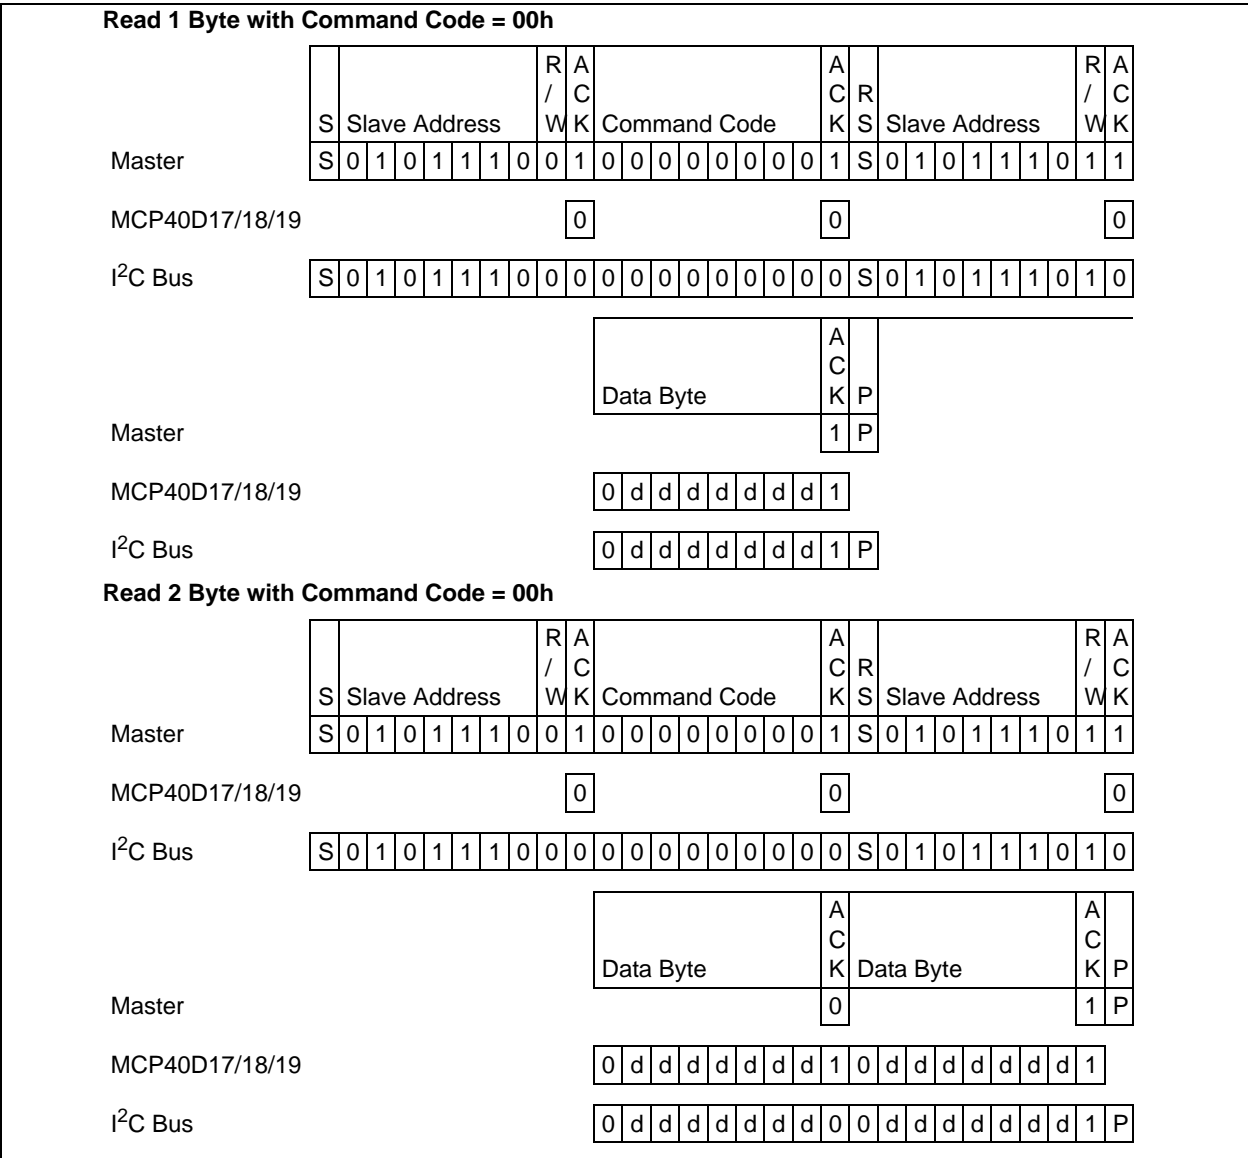 Read 1 Byte with Command Code = 00h
S Slave Address R/W ACK Command Code ACK RS Slave Address R/W ACK
Master S 0 1 0 1 1 1 0 0 1 0 0 0 0 0 0 0 0 1 S 0 1 0 1 1 1 0 1 1
MCP40D17/18/19 0 0 0
I2C Bus S 0 1 0 1 1 1 0 0 0 0 0 0 0 0 0 0 0 0 S 0 1 0 1 1 1 0 1 0
Data Byte ACK P
Master 1 P
MCP40D17/18/19 0 d d d d d d d 1
I2C Bus 0 d d d d d d d 1 P
Read 2 Byte with Command Code = 00h
S Slave Address R/W ACK Command Code ACK RS Slave Address R/W ACK
Master S 0 1 0 1 1 1 0 0 1 0 0 0 0 0 0 0 0 1 S 0 1 0 1 1 1 0 1 1
MCP40D17/18/19 0 0 0
I2C Bus S 0 1 0 1 1 1 0 0 0 0 0 0 0 0 0 0 0 0 S 0 1 0 1 1 1 0 1 0
Data Byte ACK Data Byte ACK P
Master 0 1 P
MCP40D17/18/19 0 d d d d d d d 1 0 d d d d d d d 1
I2C Bus 0 d d d d d d d 0 0 d d d d d d d 1 P